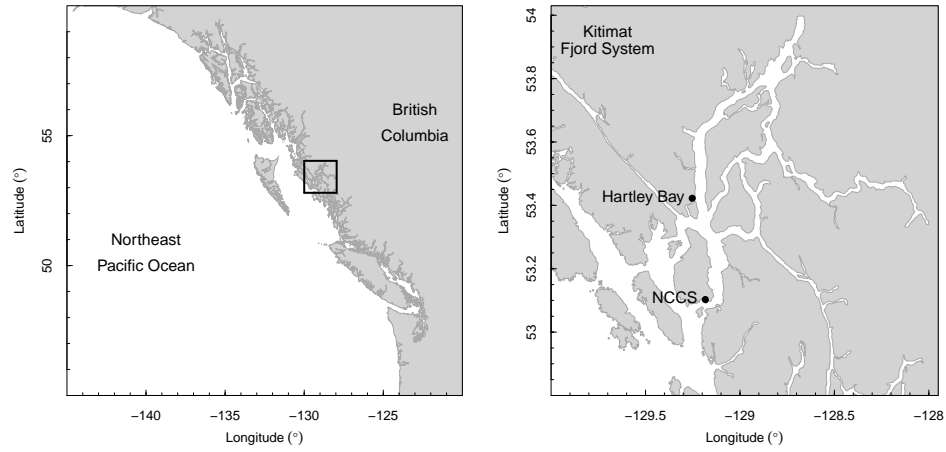 British
Columbia
Northeast
Pacific Ocean
55
50
Latitude (°)
−140
−135
−130
−125
Longitude (°)
Kitimat
Fjord System
Hartley Bay
NCCS
54
53.8
53.6
53.4
53.2
53
Latitude (°)
−129.5
−129
−128.5
−128
Longitude (°)